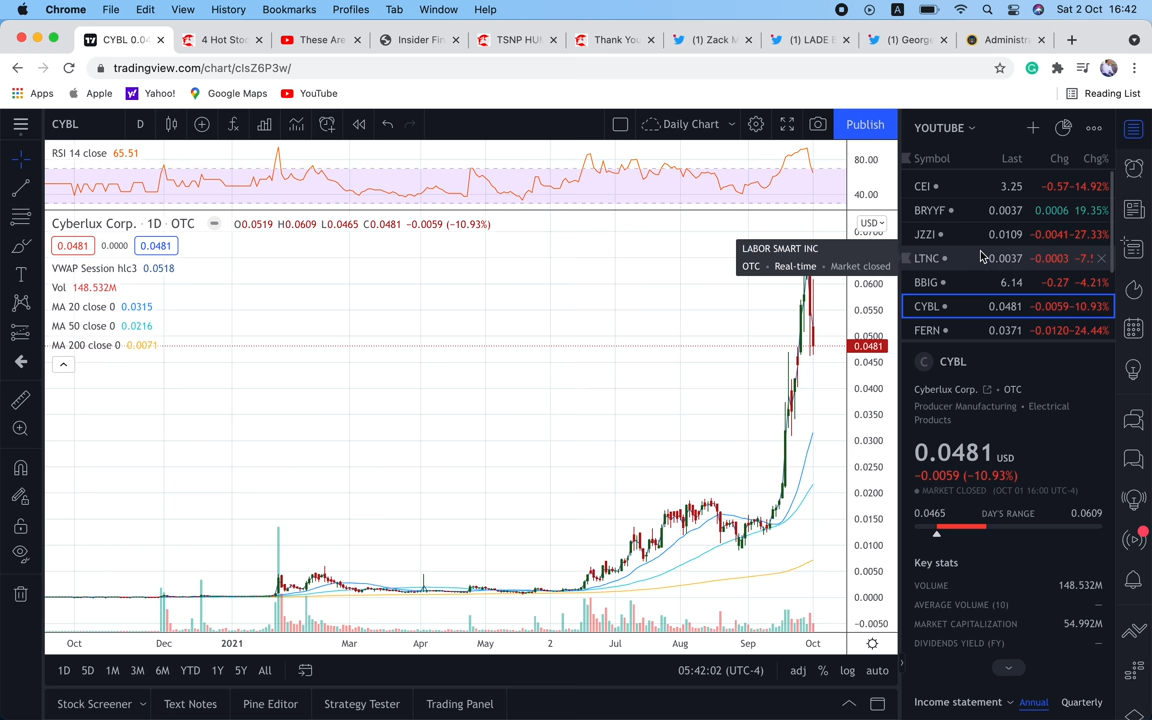 Chrome File Edit View History Bookmarks Profiles Tab Window Help A Sat 2 Oct 16:42
CYBL 0.04 4 Hot Sto These Are Insider Fin TSNP HU Thank You (1) Zack M (1) LADE B (1) George Administra
tradingview.com/chart/clsZ6P3w/
Apps Apple Yahoo! Google Maps YouTube Reading List
CYBL D Daily Chart Publish YOUTUBE
RSI 14 close 65.51
80.00
40.00
Cyberlux Corp. · 1D · OTC O0.0519 H0.0609 L0.0465 C0.0481 −0.0059 (−10.93%)
USD
0.0481 0.0000 0.0481
VWAP Session hlc3 0.0518
Vol 148.532M
MA 20 close 0 0.0315
MA 50 close 0 0.0216
MA 200 close 0 0.0071
LABOR SMART INC
OTC • Real-time • Market closed
0.0600
0.0550
0.0481
0.0450
0.0400
0.0350
0.0300
0.0250
0.0200
0.0150
0.0100
0.0050
0.0000
−0.0050
Oct Dec 2021 Mar Apr May 2 Jul Aug Sep Oct
1D 5D 1M 3M 6M YTD 1Y 5Y All 05:42:02 (UTC-4) adj % log auto
Stock Screener Text Notes Pine Editor Strategy Tester Trading Panel
Symbol Last Chg Chg%
CEI 3.25 −0.57 −14.92%
BRYYF 0.0037 0.0006 19.35%
JZZI 0.0109 −0.0041 −27.33%
LTNC 0.0037 −0.0003
BBIG 6.14 −0.27 −4.21%
CYBL 0.0481 −0.0059 −10.93%
FERN 0.0371 −0.0120 −24.44%
C CYBL
Cyberlux Corp. • OTC
Producer Manufacturing • Electrical
Products
0.0481 USD
−0.0059 (−10.93%)
MARKET CLOSED (OCT 01 16:00 UTC-4)
0.0465 DAY'S RANGE 0.0609
Key stats
VOLUME 148.532M
AVERAGE VOLUME (10) —
MARKET CAPITALIZATION 54.992M
DIVIDENDS YIELD (FY) —
Income statement Annual Quarterly